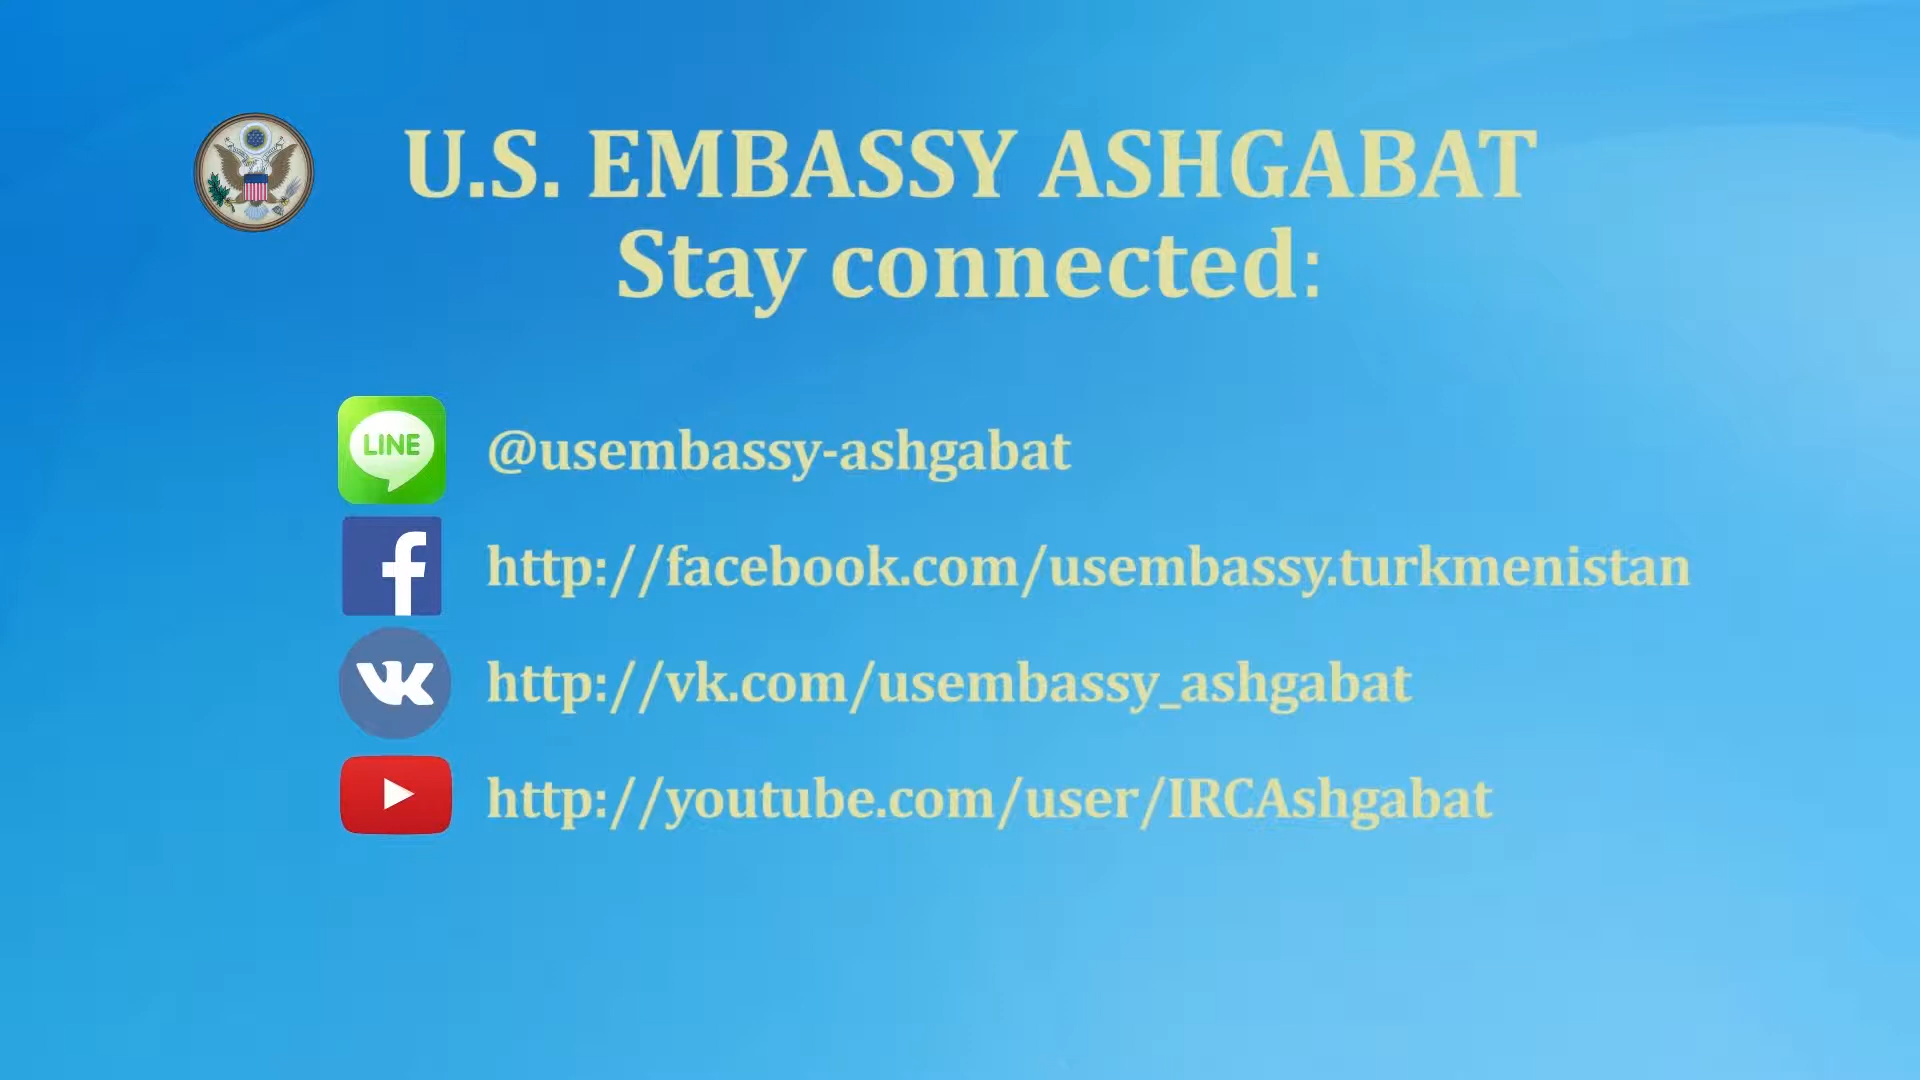 U.S. EMBASSY ASHGABAT
Stay connected:
LINE
@usembassy-ashgabat
http://facebook.com/usembassy.turkmenistan
http://vk.com/usembassy_ashgabat
http://youtube.com/user/IRCAshgabat